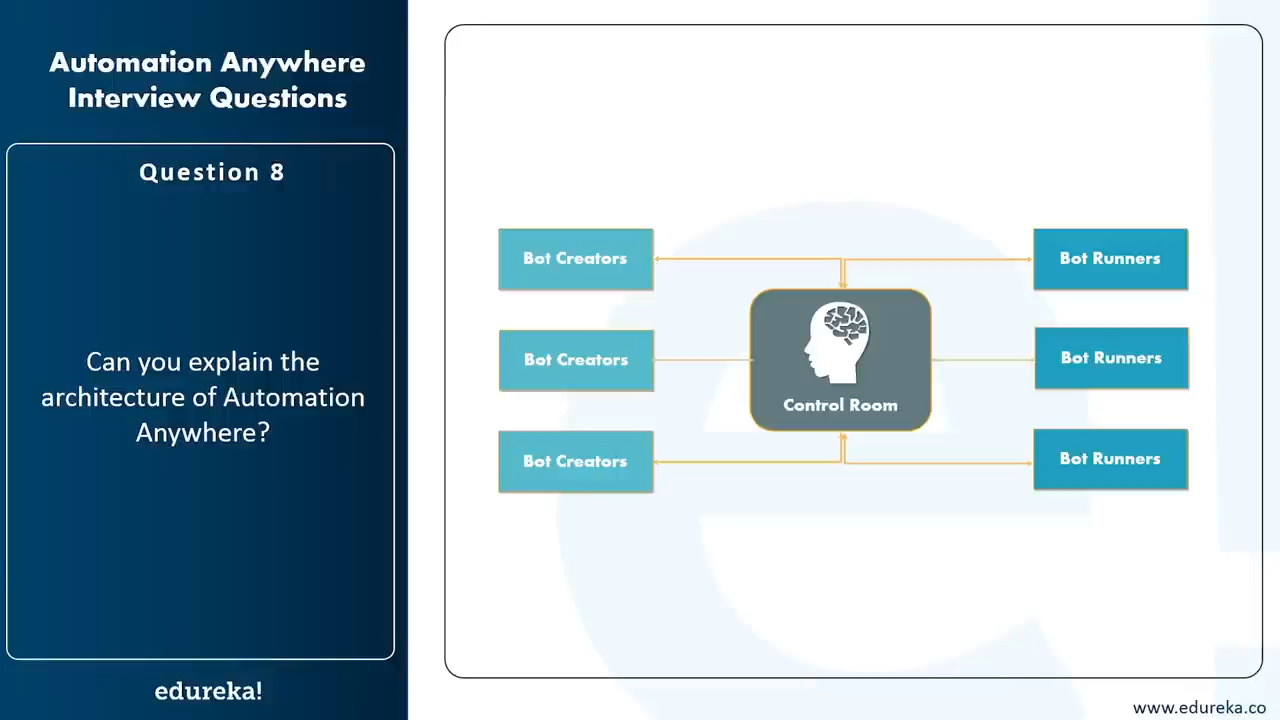 Automation Anywhere
Interview Questions
Question 8
Can you explain the
architecture of Automation
Anywhere?
edureka!
Bot Creators
Bot Runners
Bot Creators
Control Room
Bot Runners
Bot Creators
Bot Runners
www.edureka.co